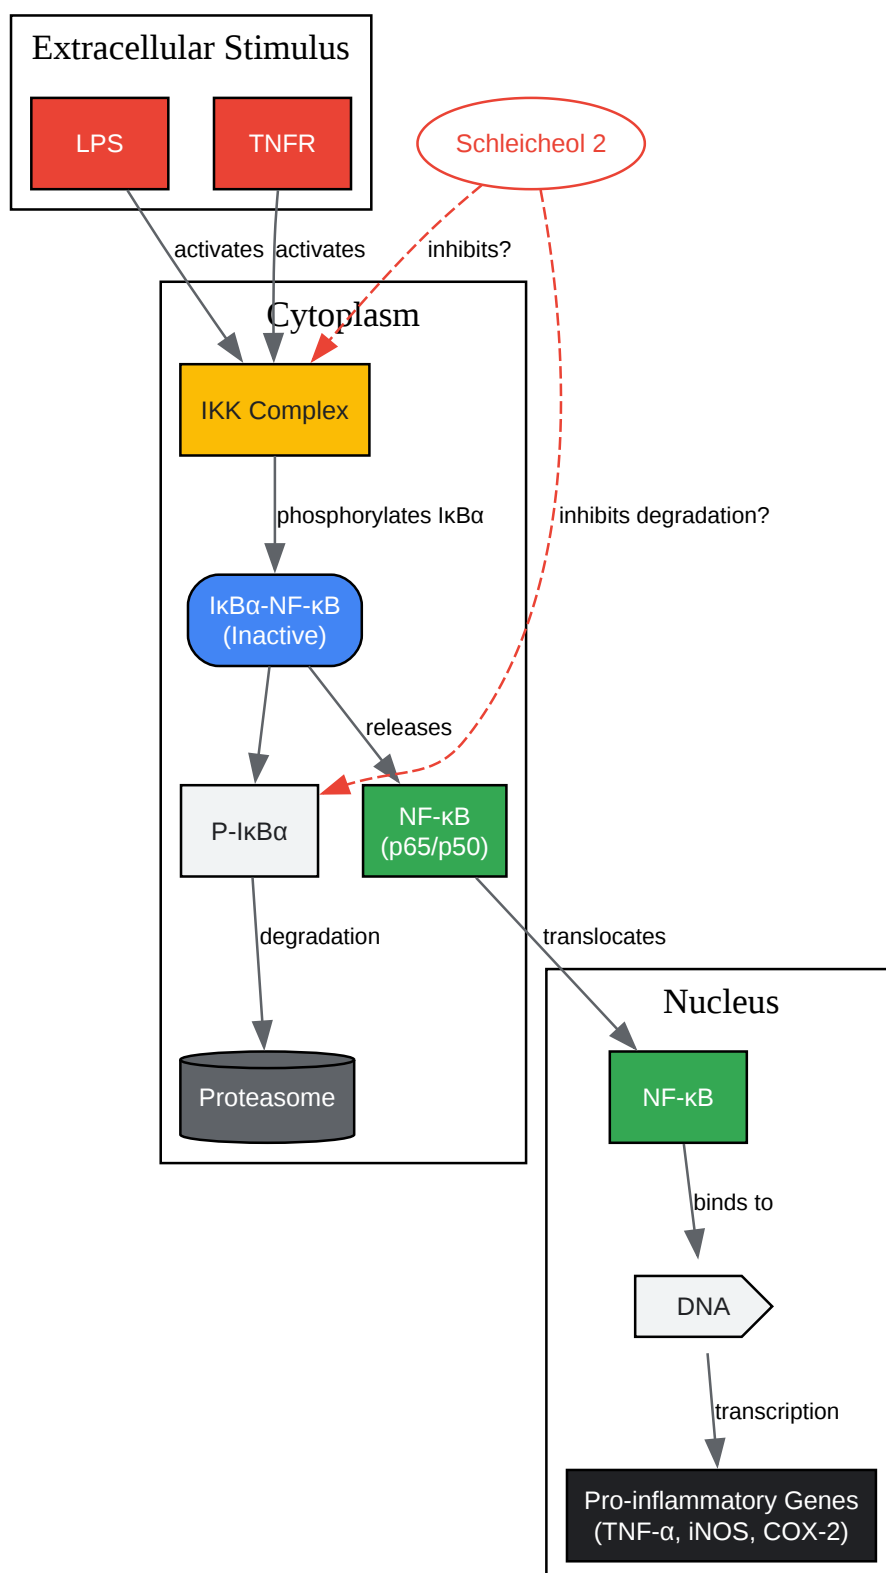 Extracellular Stimulus
LPS
TNFR
Schleicheol 2
activates
activates
inhibits?
Cytoplasm
IKK Complex
phosphorylates IκBα
inhibits degradation?
IκBα-NF-κB
(Inactive)
releases
P-IκBα
NF-κB
(p65/p50)
degradation
translocates
Nucleus
Proteasome
NF-κB
binds to
DNA
transcription
Pro-inflammatory Genes
(TNF-α, iNOS, COX-2)